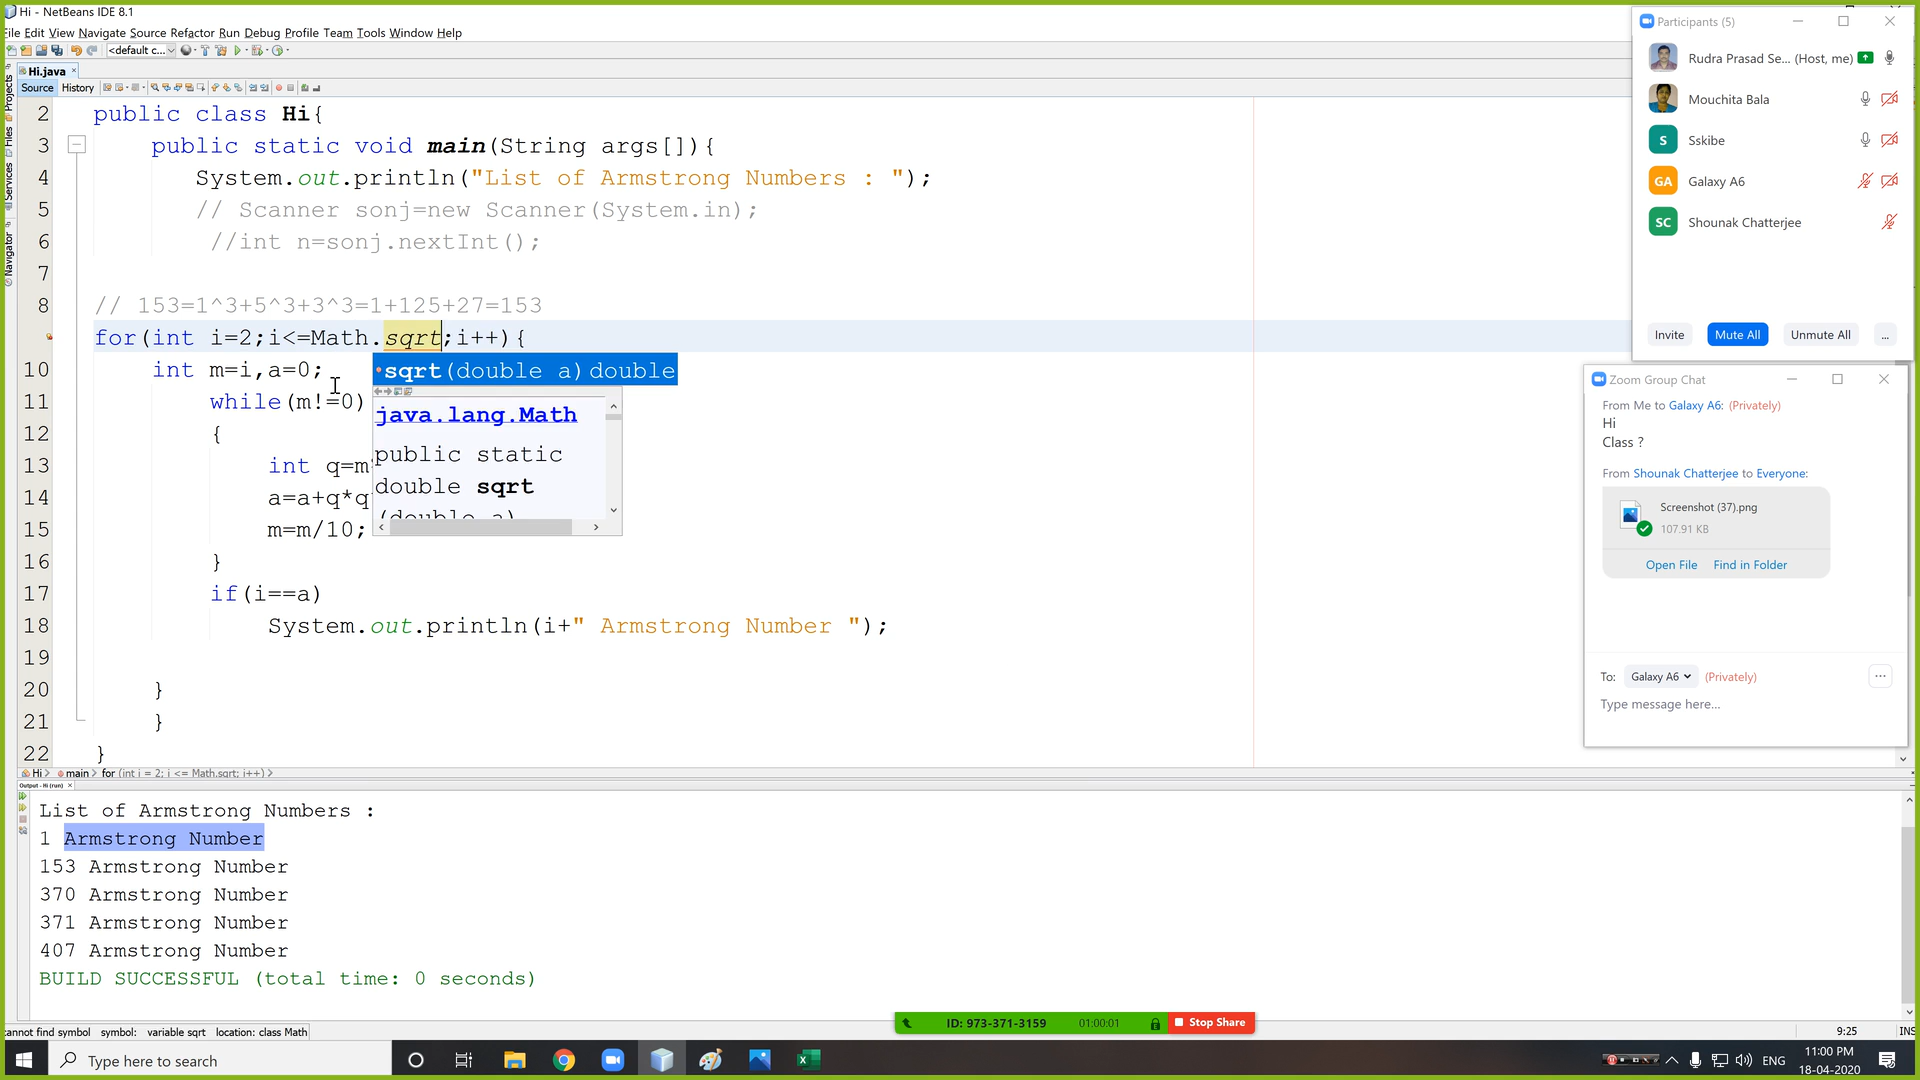 Hi - NetBeans IDE 8.1
File Edit View Navigate Source Refactor Run Debug Profile Team Tools Window Help
<default c...
Hi.java
Source History
Projects
Files
Services
Navigator
2 public class Hi{
3 public static void main(String args[]){
4 System.out.println("List of Armstrong Numbers : ");
5 // Scanner sonj=new Scanner(System.in);
6 //int n=sonj.nextInt();
7
8 // 153=1^3+5^3+3^3=1+125+27=153
for(int i=2;i<=Math.sqrt;i++){
10 int m=i,a=0;
11 while(m!=0)
12 {
13 int q=m
14 a=a+q*q
15 m=m/10;
16 }
17 if(i==a)
18 System.out.println(i+" Armstrong Number ");
19
20 }
21 }
22 }
sqrt(double a) double
java.lang.Math
public static
double sqrt
(double a)
Hi main for (int i = 2; i <= Math.sqrt; i++)
Output - Hi (run)
List of Armstrong Numbers :
1 Armstrong Number
153 Armstrong Number
370 Armstrong Number
371 Armstrong Number
407 Armstrong Number
BUILD SUCCESSFUL (total time: 0 seconds)
cannot find symbol symbol: variable sqrt location: class Math
9:25 INS
Participants (5)
Rudra Prasad Se... (Host, me)
Mouchita Bala
S Sskibe
GA Galaxy A6
SC Shounak Chatterjee
Invite Mute All Unmute All ...
Zoom Group Chat
From Me to Galaxy A6: (Privately)
Hi
Class ?
From Shounak Chatterjee to Everyone:
Screenshot (37).png
107.91 KB
Open File Find in Folder
To: Galaxy A6 (Privately) ...
Type message here...
ID: 973-371-3159 01:00:01 Stop Share
Type here to search
ENG
11:00 PM
18-04-2020